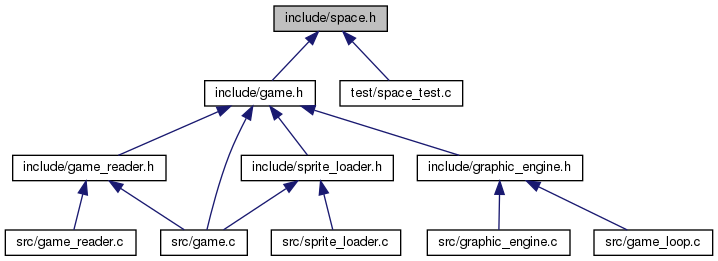 include/space.h
include/game.h
test/space_test.c
include/game_reader.h
include/sprite_loader.h
include/graphic_engine.h
src/game_reader.c
src/game.c
src/sprite_loader.c
src/graphic_engine.c
src/game_loop.c